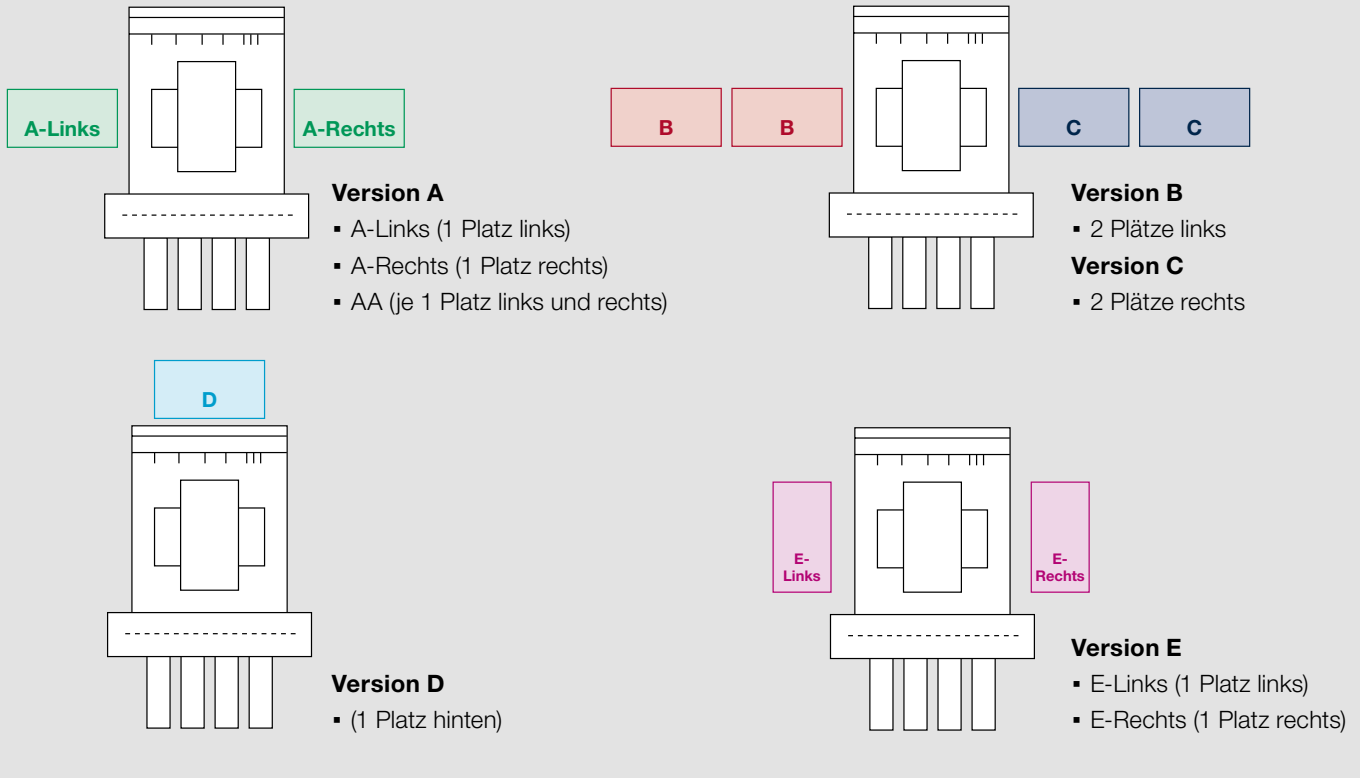 A-Links
A-Rechts
Version A
▪ A-Links (1 Platz links)
▪ A-Rechts (1 Platz rechts)
▪ AA (je 1 Platz links und rechts)
B
B
C
C
Version B
▪ 2 Plätze links
Version C
▪ 2 Plätze rechts
D
Version D
▪ (1 Platz hinten)
E-
Links
E-
Rechts
Version E
▪ E-Links (1 Platz links)
▪ E-Rechts (1 Platz rechts)